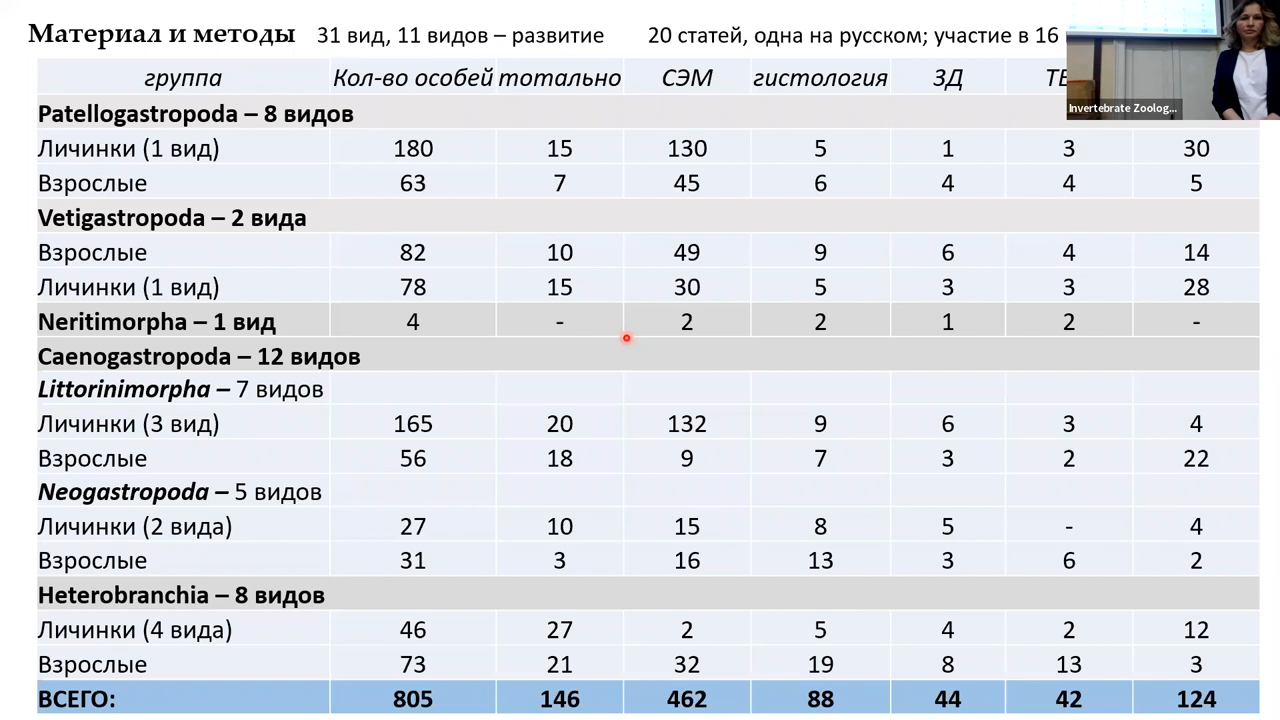 Материал и методы 31 вид, 11 видов – развитие 20 статей, одна на русском; участие в 16
группа Кол-во особей тотально СЭМ гистология 3Д
Invertebrate Zoolog...
Patellogastropoda – 8 видов
Личинки (1 вид) 180 15 130 5 1 3 30
Взрослые 63 7 45 6 4 4 5
Vetigastropoda – 2 вида
Взрослые 82 10 49 9 6 4 14
Личинки (1 вид) 78 15 30 5 3 3 28
Neritimorpha – 1 вид 4 - 2 2 1 2 -
Caenogastropoda – 12 видов
Littorinimorpha – 7 видов
Личинки (3 вид) 165 20 132 9 6 3 4
Взрослые 56 18 9 7 3 2 22
Neogastropoda – 5 видов
Личинки (2 вида) 27 10 15 8 5 - 4
Взрослые 31 3 16 13 3 6 2
Heterobranchia – 8 видов
Личинки (4 вида) 46 27 2 5 4 2 12
Взрослые 73 21 32 19 8 13 3
ВСЕГО: 805 146 462 88 44 42 124